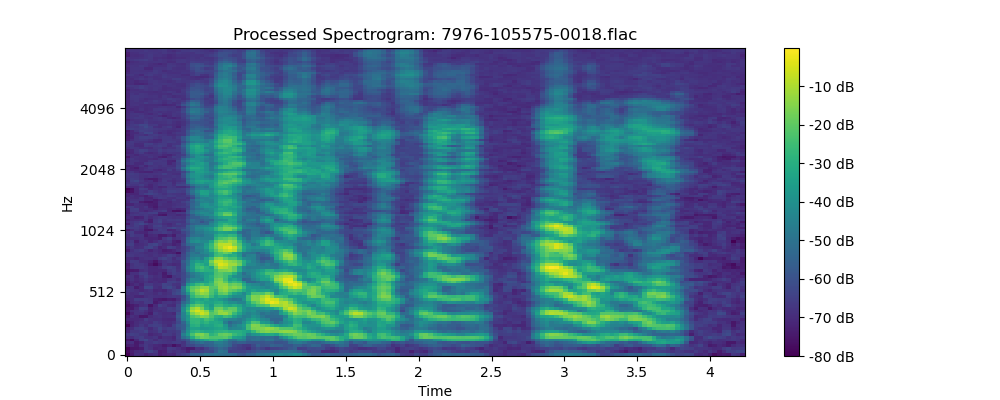 Processed Spectrogram: 7976-105575-0018.flac
Hz
4096
2048
1024
512
0
0 0.5 1 1.5 2 2.5 3 3.5 4
Time
-10 dB
-20 dB
-30 dB
-40 dB
-50 dB
-60 dB
-70 dB
-80 dB